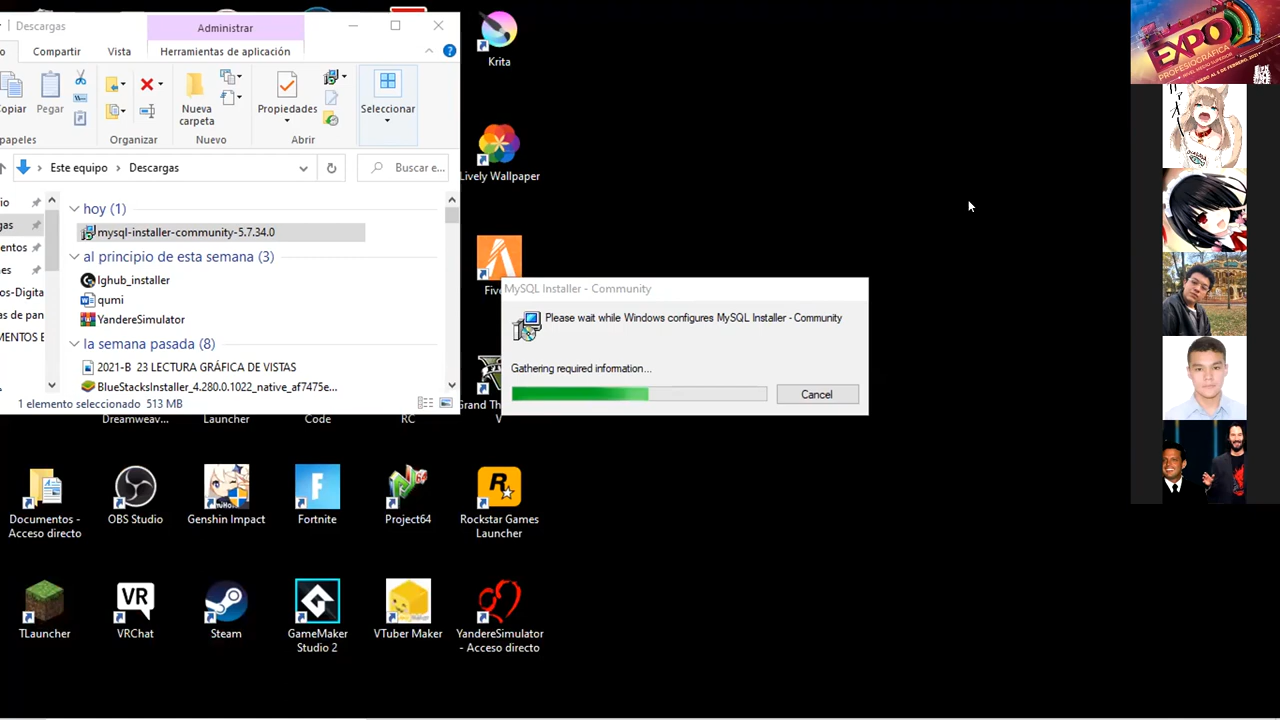 Descargas
Administrar
Compartir
Vista
Herramientas de aplicación
Copiar
Pegar
Nueva
carpeta
Propiedades
Seleccionar
Organizar
Nuevo
Abrir
Este equipo
Descargas
Buscar e...
hoy (1)
mysql-installer-community-5.7.34.0
al principio de esta semana (3)
lghub_installer
qumi
YandereSimulator
la semana pasada (8)
2021-B 23 LECTURA GRÁFICA DE VISTAS
BlueStacksInstaller_4.280.0.1022_native_af7475e...
1 elemento seleccionado 513 MB
Krita
Lively Wallpaper
MySQL Installer - Community
Please wait while Windows configures MySQL Installer - Community
Gathering required information...
Cancel
Dreamweav...
Launcher
Code
RC
V
Documentos -
Acceso directo
OBS Studio
Genshin Impact
Fortnite
Project64
Rockstar Games
Launcher
TLauncher
VRChat
Steam
GameMaker
Studio 2
VTuber Maker
YandereSimulator
- Acceso directo
EXPO
PROFESIOGRÁFICA